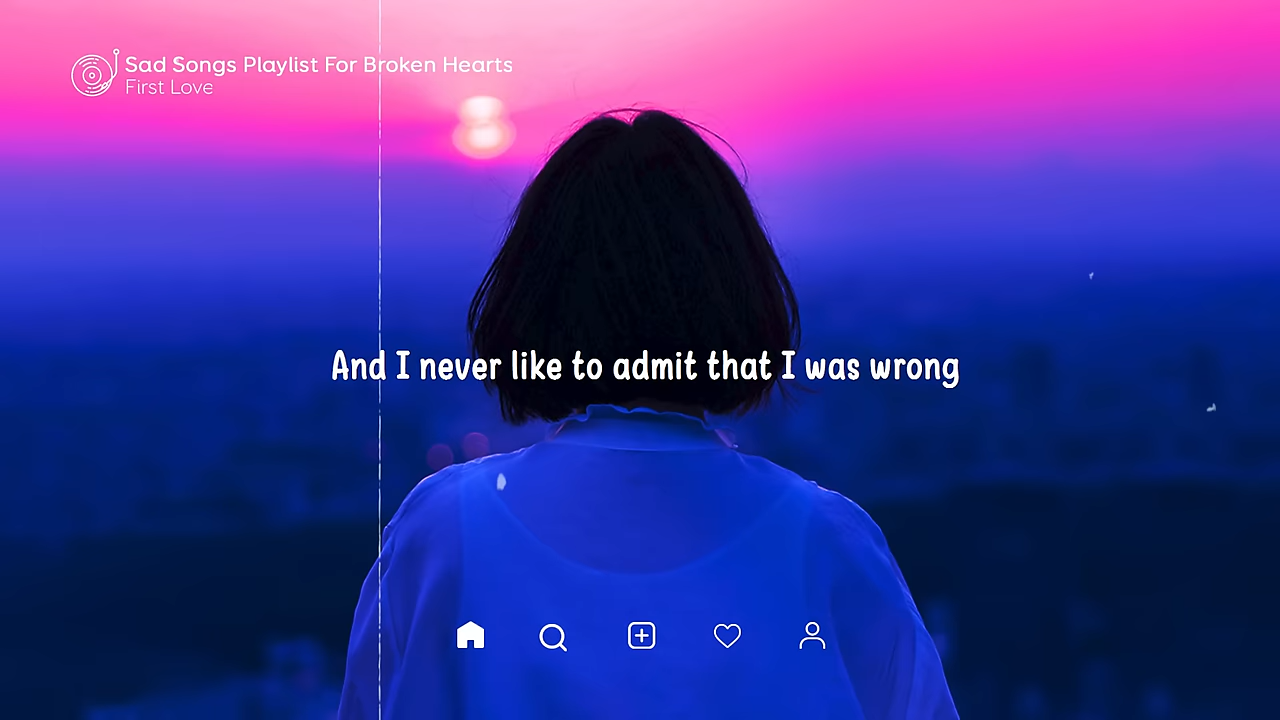 Sad Songs Playlist For Broken Hearts
First Love
And I never like to admit that I was wrong